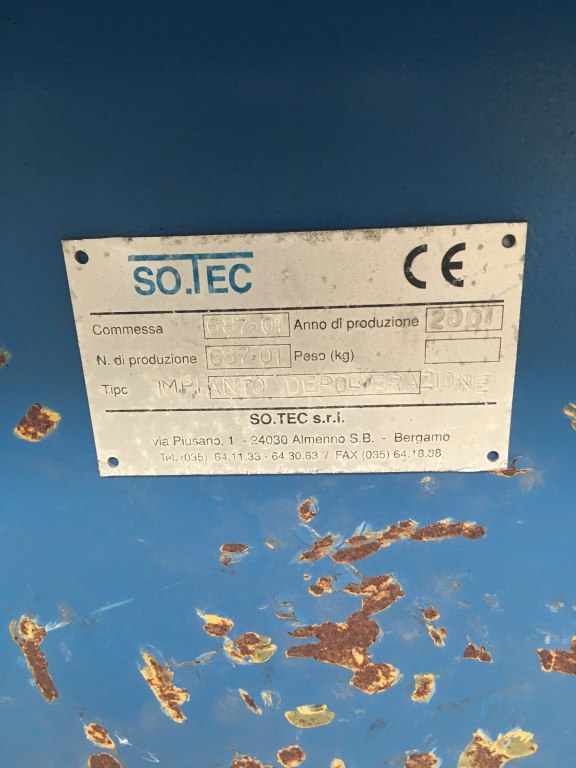 SO.TEC CE
Commessa 687-01 Anno di produzione 2001
N. di produzione 687-01 Peso (kg)
Tipo IMPIANTO DEPOLVERAZIONE
SO.TEC s.r.l.
via Piusano, 1 - 24030 Almenno S.B. - Bergamo
Tel. (035) 64.11.33 - 64.30.63 / FAX (035) 64.18.88